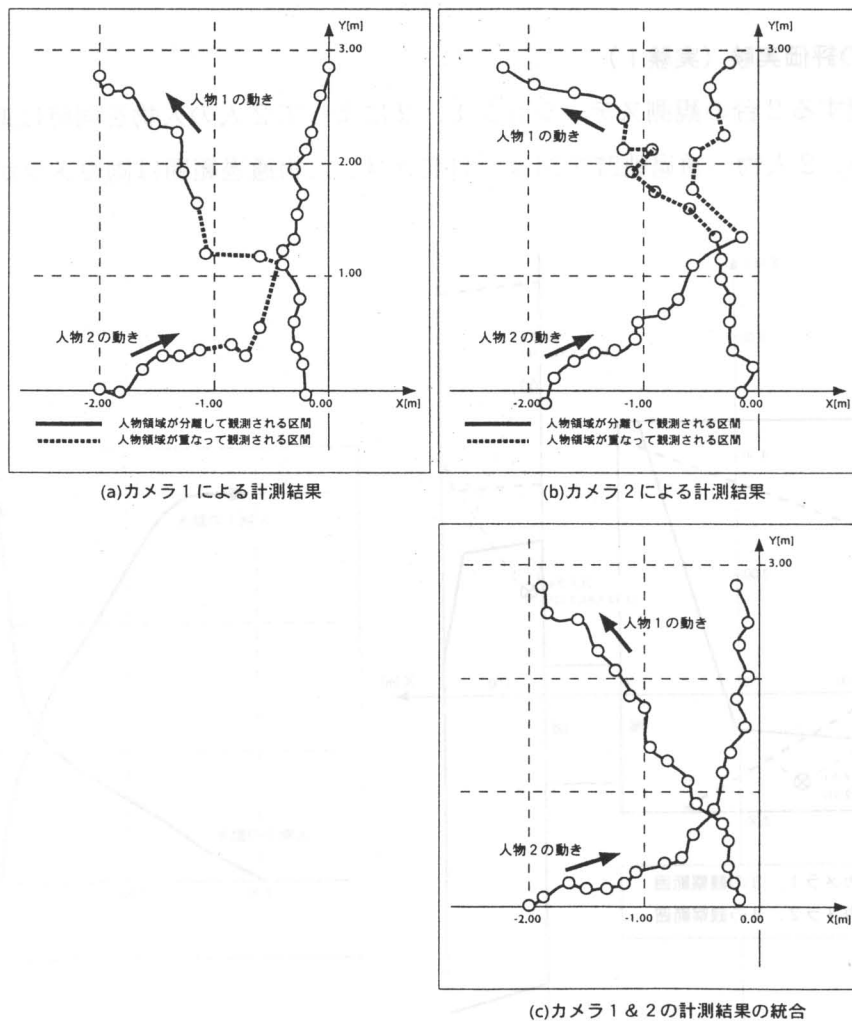 の評価実験（実験1）
Y[m]
3.00
人物1の動き
2.00
1.00
人物2の動き
-2.00
-1.00
0.00
X[m]
人物領域が分離して観測される区間
人物領域が重なって観測される区間
(a)カメラ1による計測結果
Y[m]
3.00
人物1の動き
人物2の動き
-2.00
-1.00
0.00
X[m]
人物領域が分離して観測される区間
人物領域が重なって観測される区間
(b)カメラ2による計測結果
Y[m]
3.00
人物1の動き
人物2の動き
-2.00
-1.00
0.00
X[m]
(c)カメラ1＆2の計測結果の統合